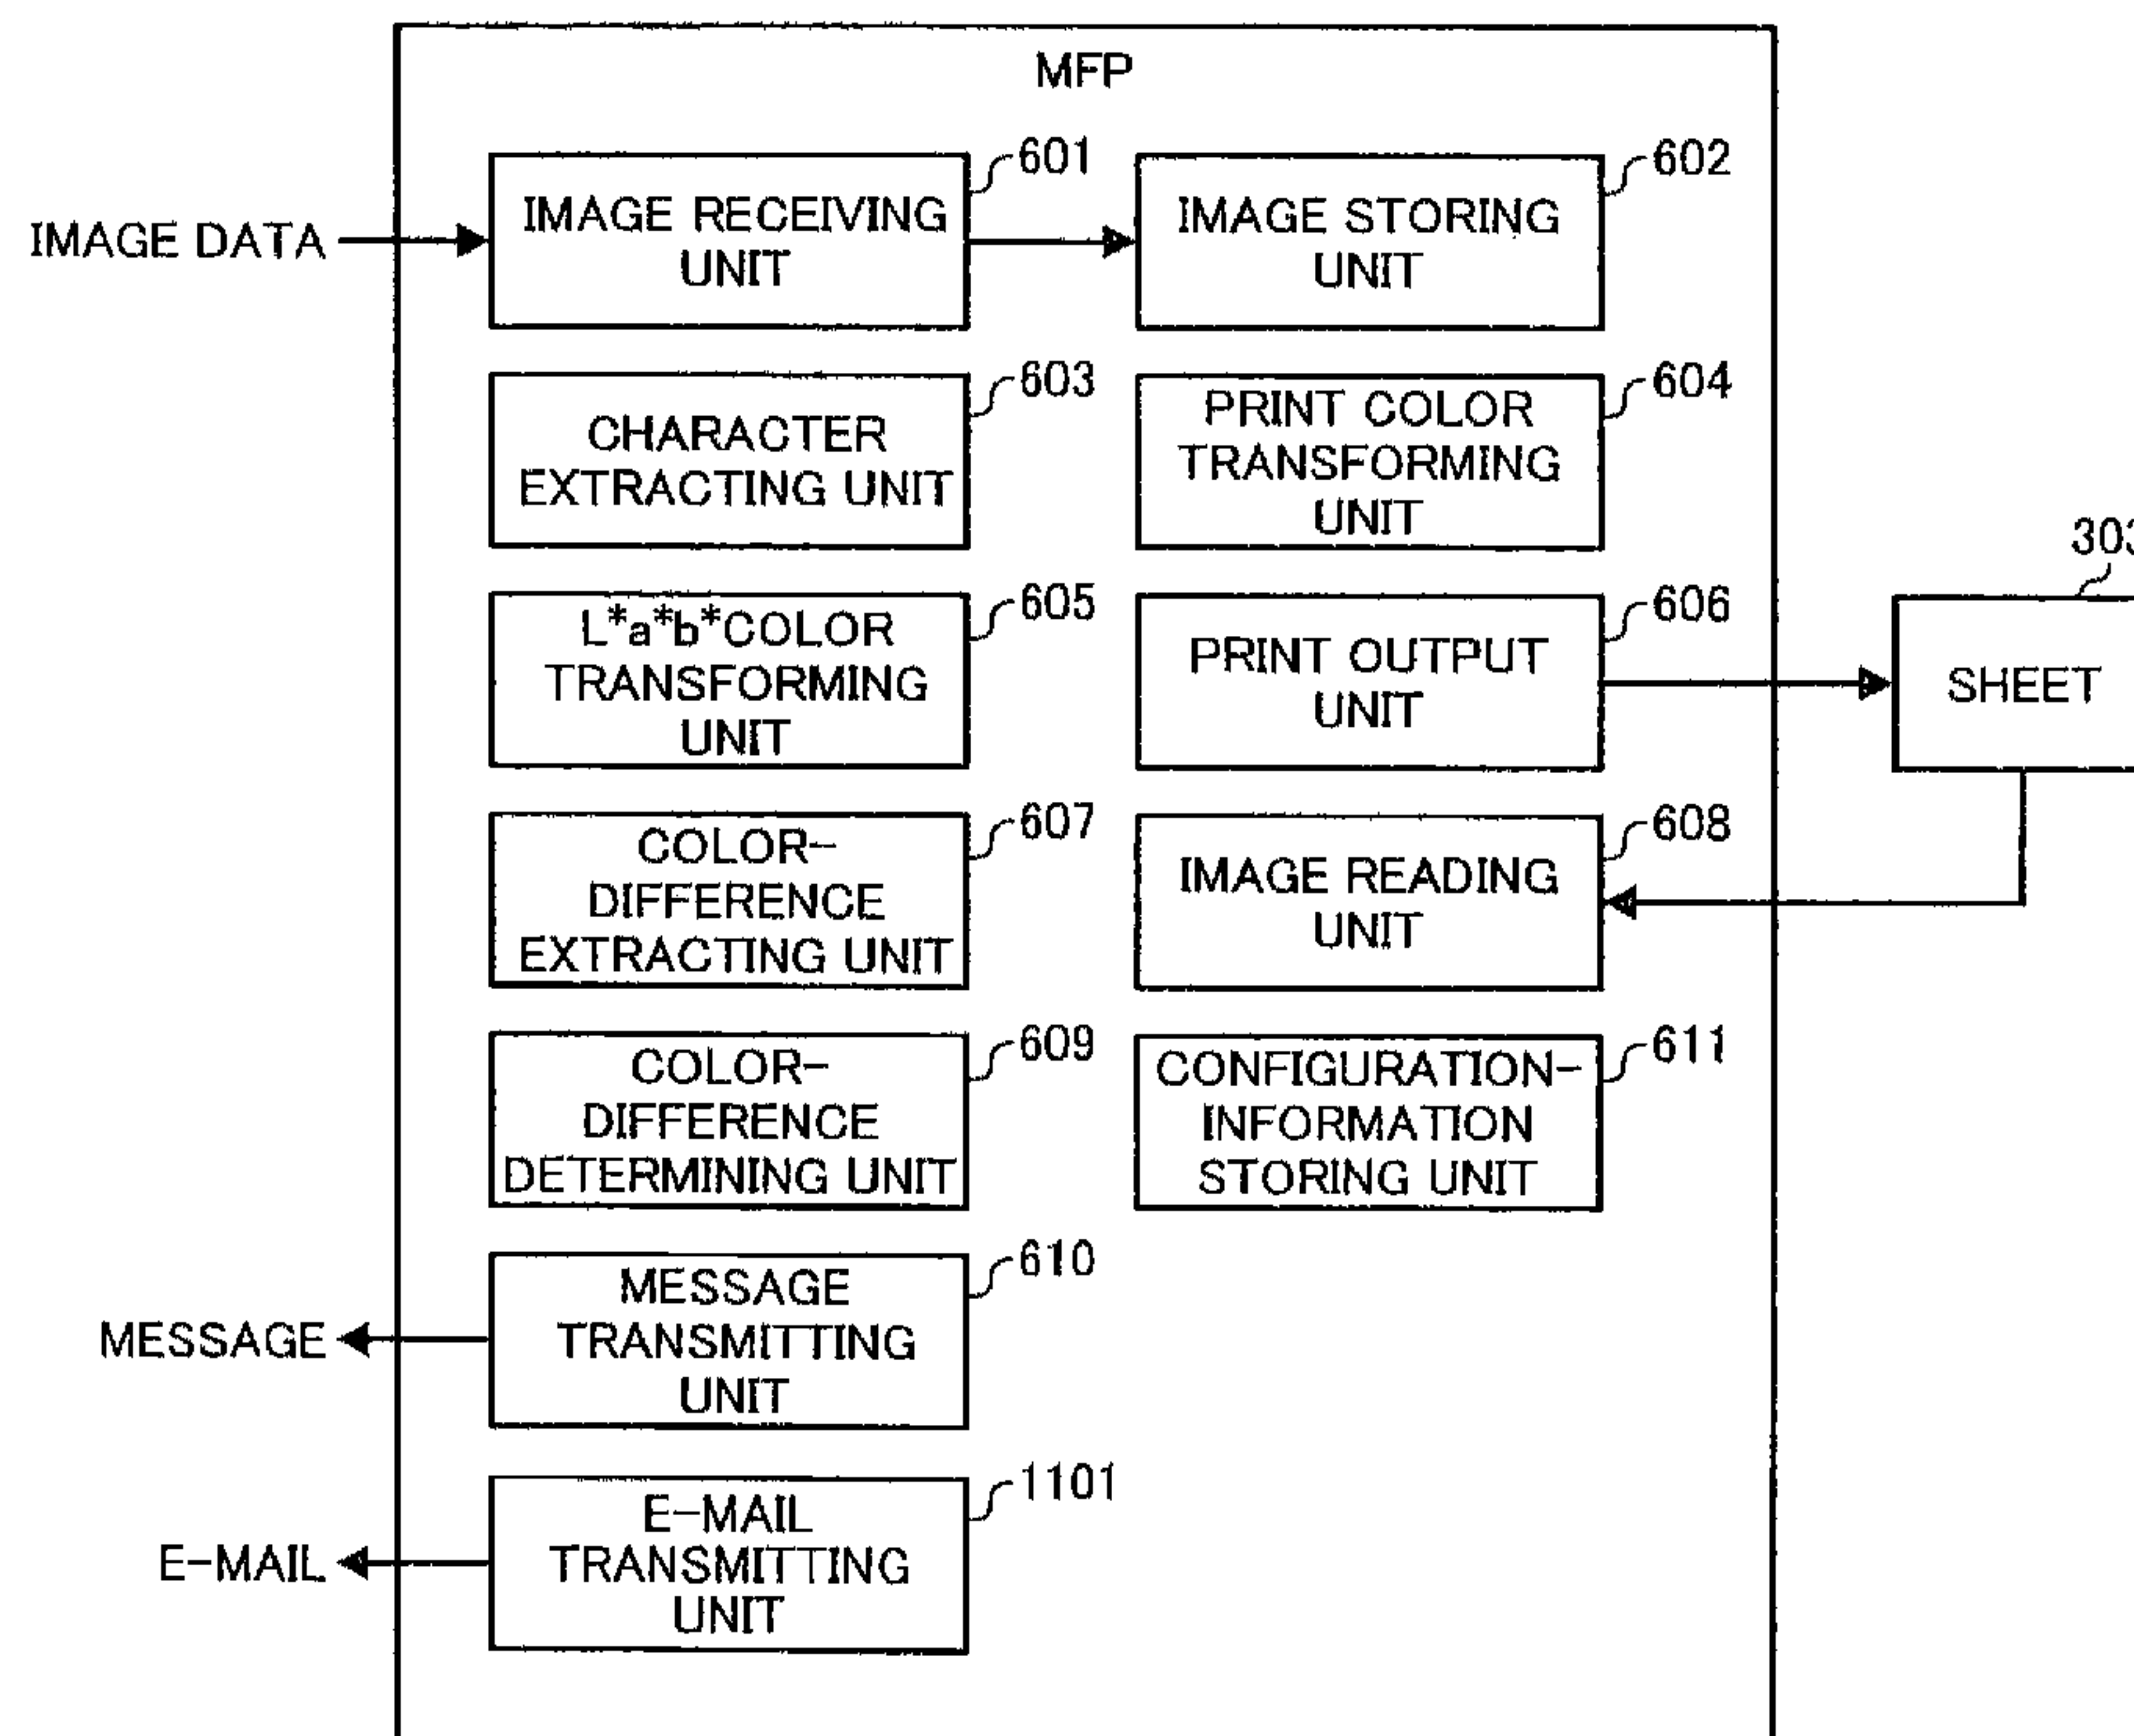 MFP
601
602
IMAGE DATA
IMAGE RECEIVING
UNIT
IMAGE STORING
UNIT
603
604
CHARACTER
EXTRACTING UNIT
PRINT COLOR
TRANSFORMING
UNIT
303
605
606
L*a*b*COLOR
TRANSFORMING
UNIT
PRINT OUTPUT
UNIT
SHEET
607
608
COLOR-
DIFFERENCE
EXTRACTING UNIT
IMAGE READING
UNIT
609
611
COLOR-
DIFFERENCE
DETERMINING UNIT
CONFIGURATION-
INFORMATION
STORING UNIT
610
MESSAGE
MESSAGE
TRANSMITTING
UNIT
1101
E-MAIL
E-MAIL
TRANSMITTING
UNIT